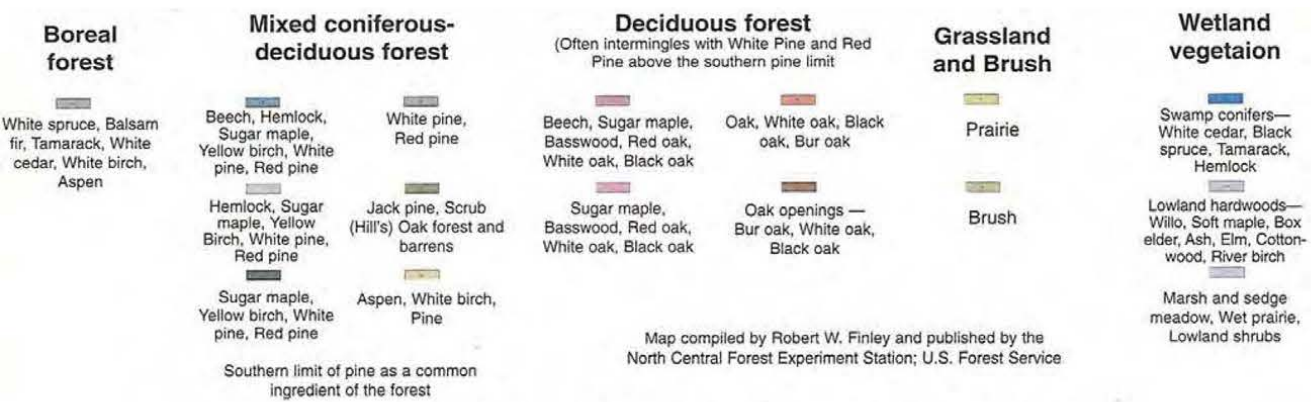 Boreal
forest
White spruce, Balsam
fir, Tamarack, White
cedar, White birch,
Aspen
Mixed coniferous-
deciduous forest
Beech, Hemlock,
Sugar maple,
Yellow birch, White
pine, Red pine
Hemlock, Sugar
maple, Yellow
Birch, White pine,
Red pine
Sugar maple,
Yellow birch, White
pine, Red pine
White pine,
Red pine
Jack pine, Scrub
(Hill's) Oak forest and
barrens
Aspen, White birch,
Pine
Southern limit of pine as a common
ingredient of the forest
Deciduous forest
(Often intermingles with White Pine and Red
Pine above the southern pine limit
Beech, Sugar maple,
Basswood, Red oak,
White oak, Black oak
Sugar maple,
Basswood, Red oak,
White oak, Black oak
Oak, White oak, Black
oak, Bur oak
Oak openings —
Bur oak, White oak,
Black oak
Grassland
and Brush
Prairie
Brush
Map compiled by Robert W. Finley and published by the
North Central Forest Experiment Station; U.S. Forest Service
Wetland
vegetaion
Swamp conifers—
White cedar, Black
spruce, Tamarack,
Hemlock
Lowland hardwoods—
Willo, Soft maple, Box
elder, Ash, Elm, Cotton-
wood, River birch
Marsh and sedge
meadow, Wet prairie,
Lowland shrubs